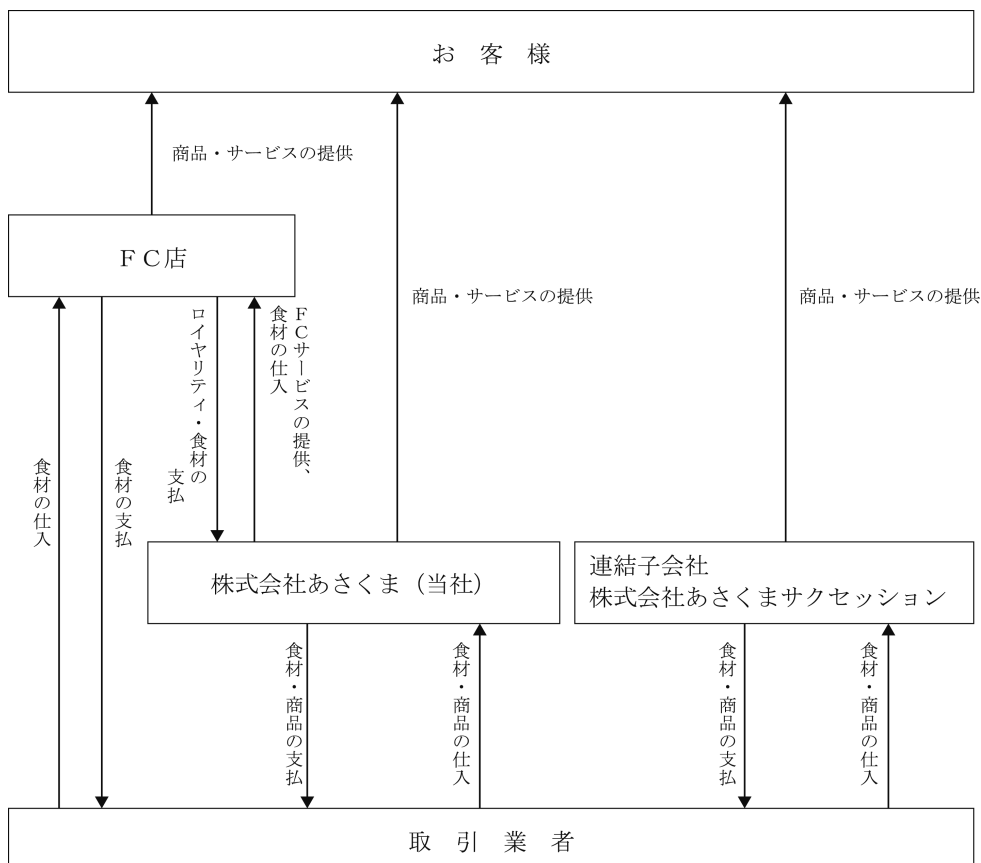 お　客　様
商品・サービスの提供
ＦＣ店
商品・サービスの提供
商品・サービスの提供
食材の仕入
食材の支払
ロイヤリティ・食材の
支払
ＦＣサービスの提供、
食材の仕入
株式会社あさくま（当社）
連結子会社
株式会社あさくまサクセッション
食材・商品の支払
食材・商品の仕入
食材・商品の支払
食材・商品の仕入
取　引　業　者